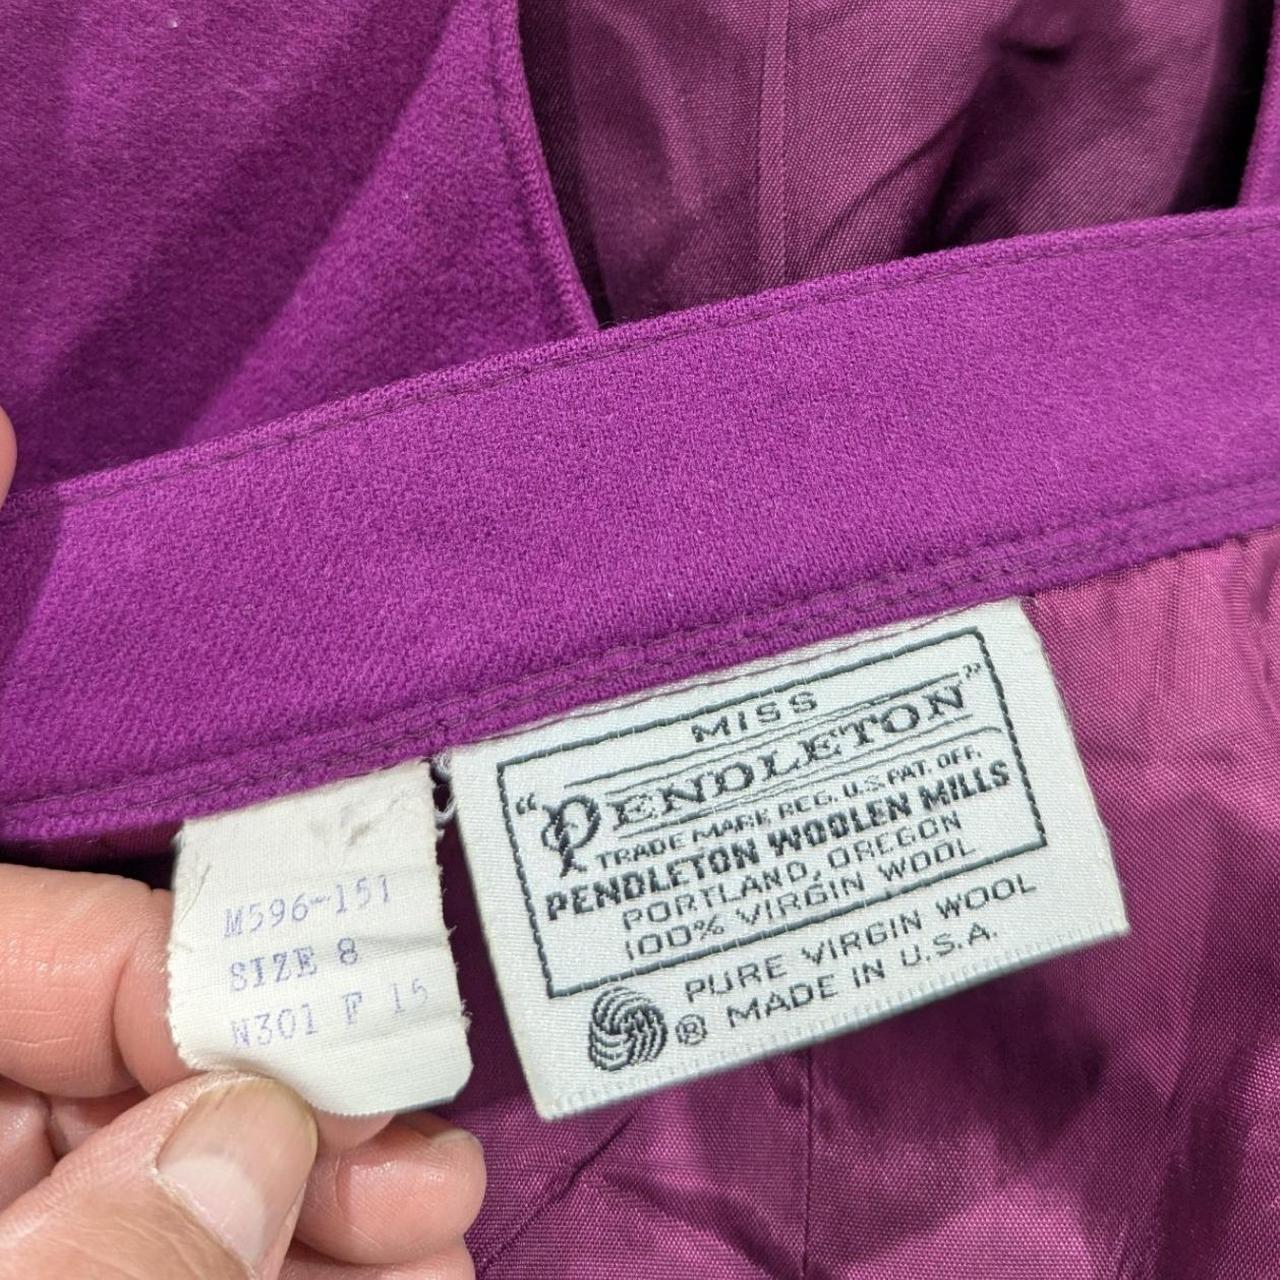 M596-151
SIZE 8
N301 F 15
MISS
"PENDLETON"
TRADE MARK REG. U.S. PAT. OFF.
PENDLETON WOOLEN MILLS
PORTLAND, OREGON
100% VIRGIN WOOL
PURE VIRGIN WOOL
® MADE IN U.S.A.